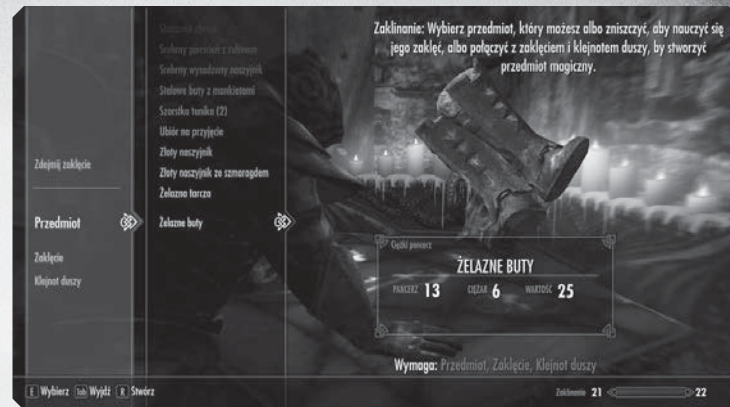 Zaklinanie: Wybierz przedmiot, który możesz albo zniszczyć, aby nauczyć się
jego zaklęć, albo połączyć z zaklęciem i klejnotem duszy, by stworzyć
przedmiot magiczny.
Zdejmij zaklęcie
Przedmiot
Zaklęcie
Klejnot duszy
Srebrny pierścień z rubinem
Srebrny wysadzany naszyjnik
Stalowe buty z mankietami
Szorstka tunika (2)
Ubiór na przyjęcie
Złoty naszyjnik
Złoty naszyjnik ze szmaragdem
Żelazna tarcza
Żelazne buty
Ciężki pancerz
ŻELAZNE BUTY
PANCERZ 13 CIĘŻAR 6 WARTOŚĆ 25
Wymaga: Przedmiot, Zaklęcie, Klejnot duszy
E Wybierz Tab Wyjdź R Stwórz
Zaklinanie 21 22